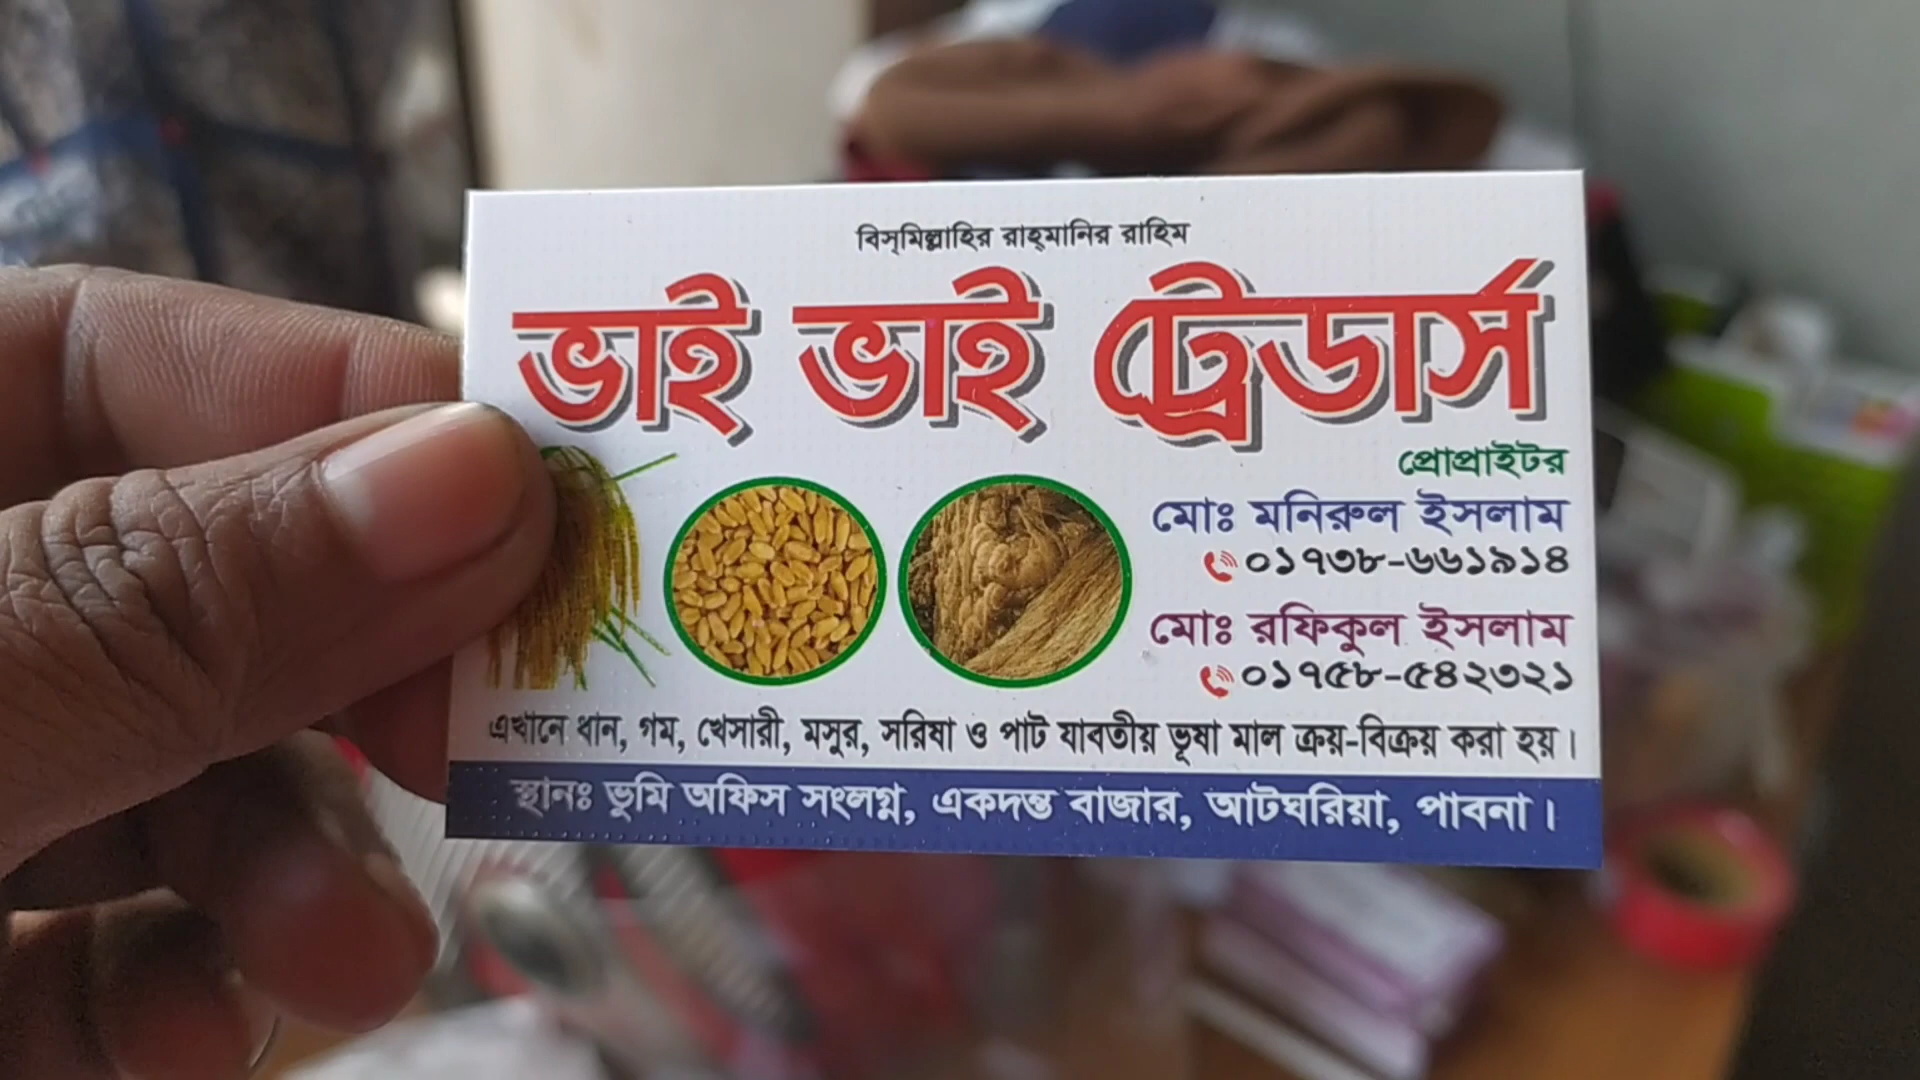 বিস্‌মিল্লাহির রাহ্‌মানির রাহিম
ভাই ভাই ট্রেডার্স
প্রোপ্রাইটর
মোঃ মনিরুল ইসলাম
০১৭৩৮-৬৬১৯১৪
মোঃ রফিকুল ইসলাম
০১৭৫৮-৫৪২৩২১
এখানে ধান, গম, খেসারী, মসুর, সরিষা ও পাট যাবতীয় ভূষা মাল ক্রয়-বিক্রয় করা হয়।
স্থানঃ ভুমি অফিস সংলগ্ন, একদন্ত বাজার, আটঘরিয়া, পাবনা।